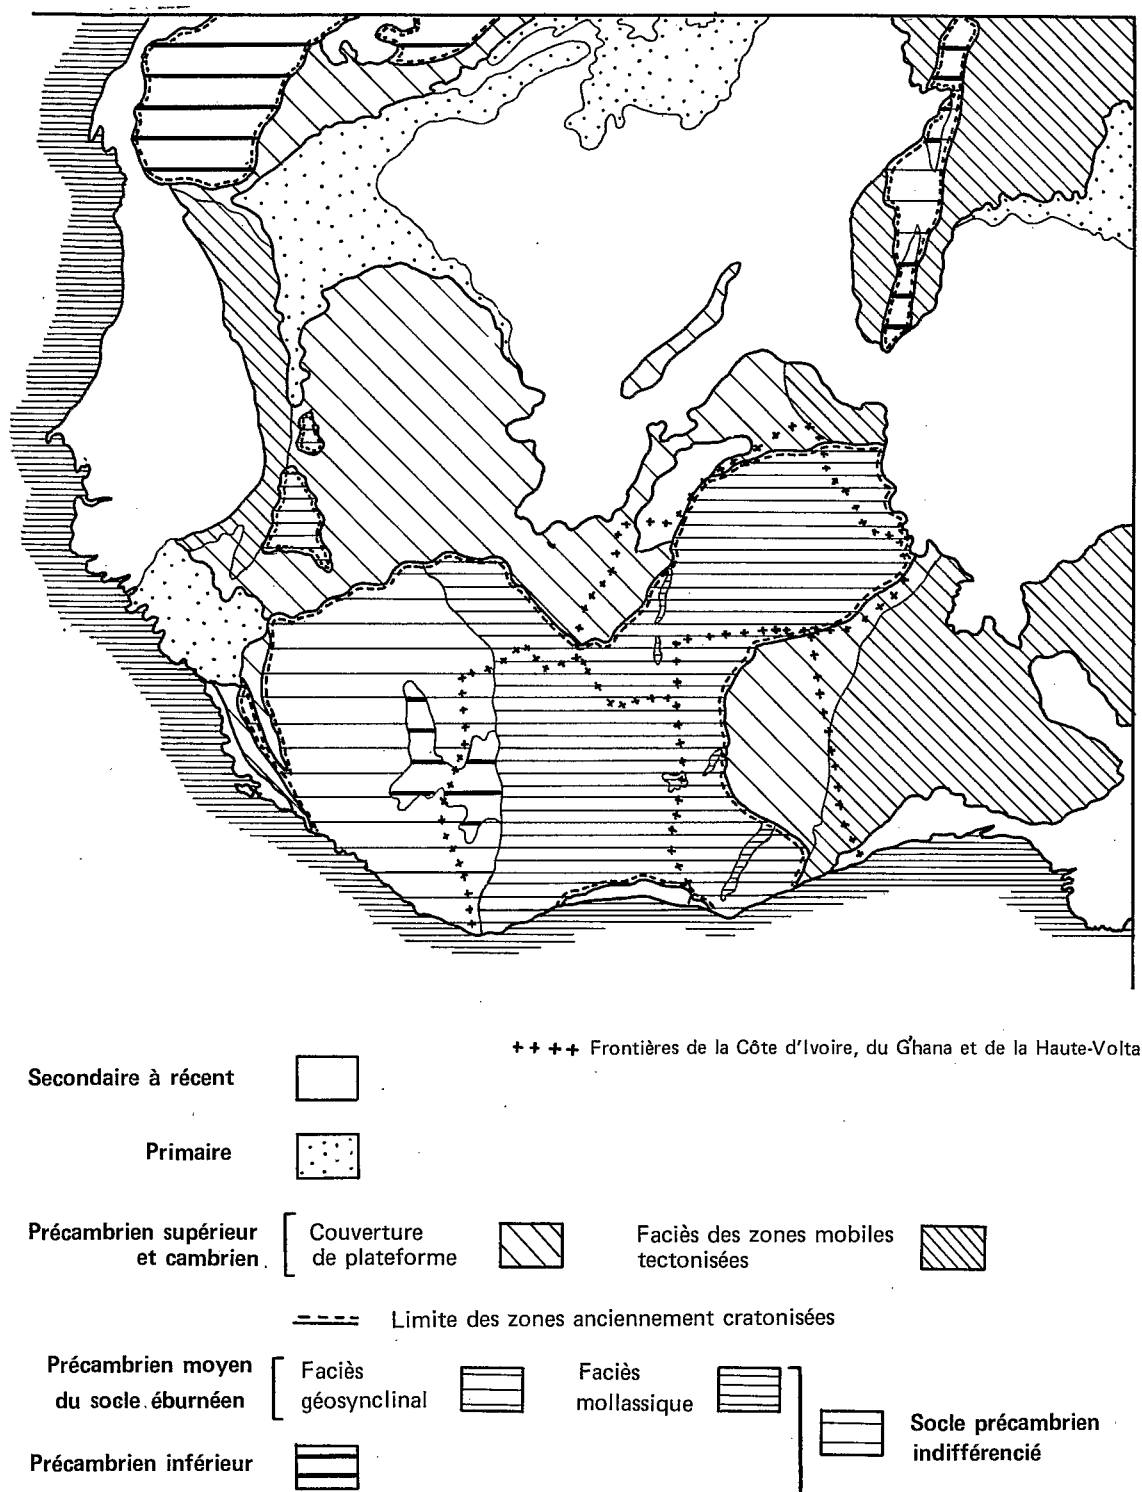 ++++ Frontières de la Côte d'Ivoire, du G'hana et de la Haute-Volta
Secondaire à récent
Primaire
Précambrien supérieur
et cambrien.
Couverture
de plateforme
Faciès des zones mobiles
tectonisées
Limite des zones anciennement cratonisées
Précambrien moyen
du socle éburnéen
Faciès
géosynclinal
Faciès
mollassique
Socle précambrien
indifférencié
Précambrien inférieur